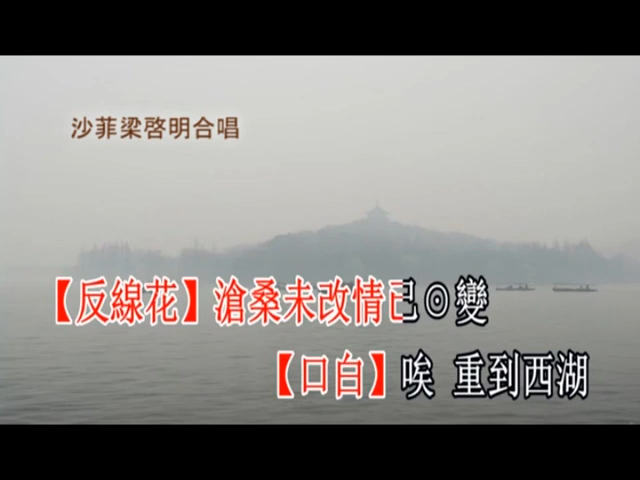 沙菲梁啓明合唱
【反線花】滄桑未改情已⊙變
【口白】唉 重到西湖